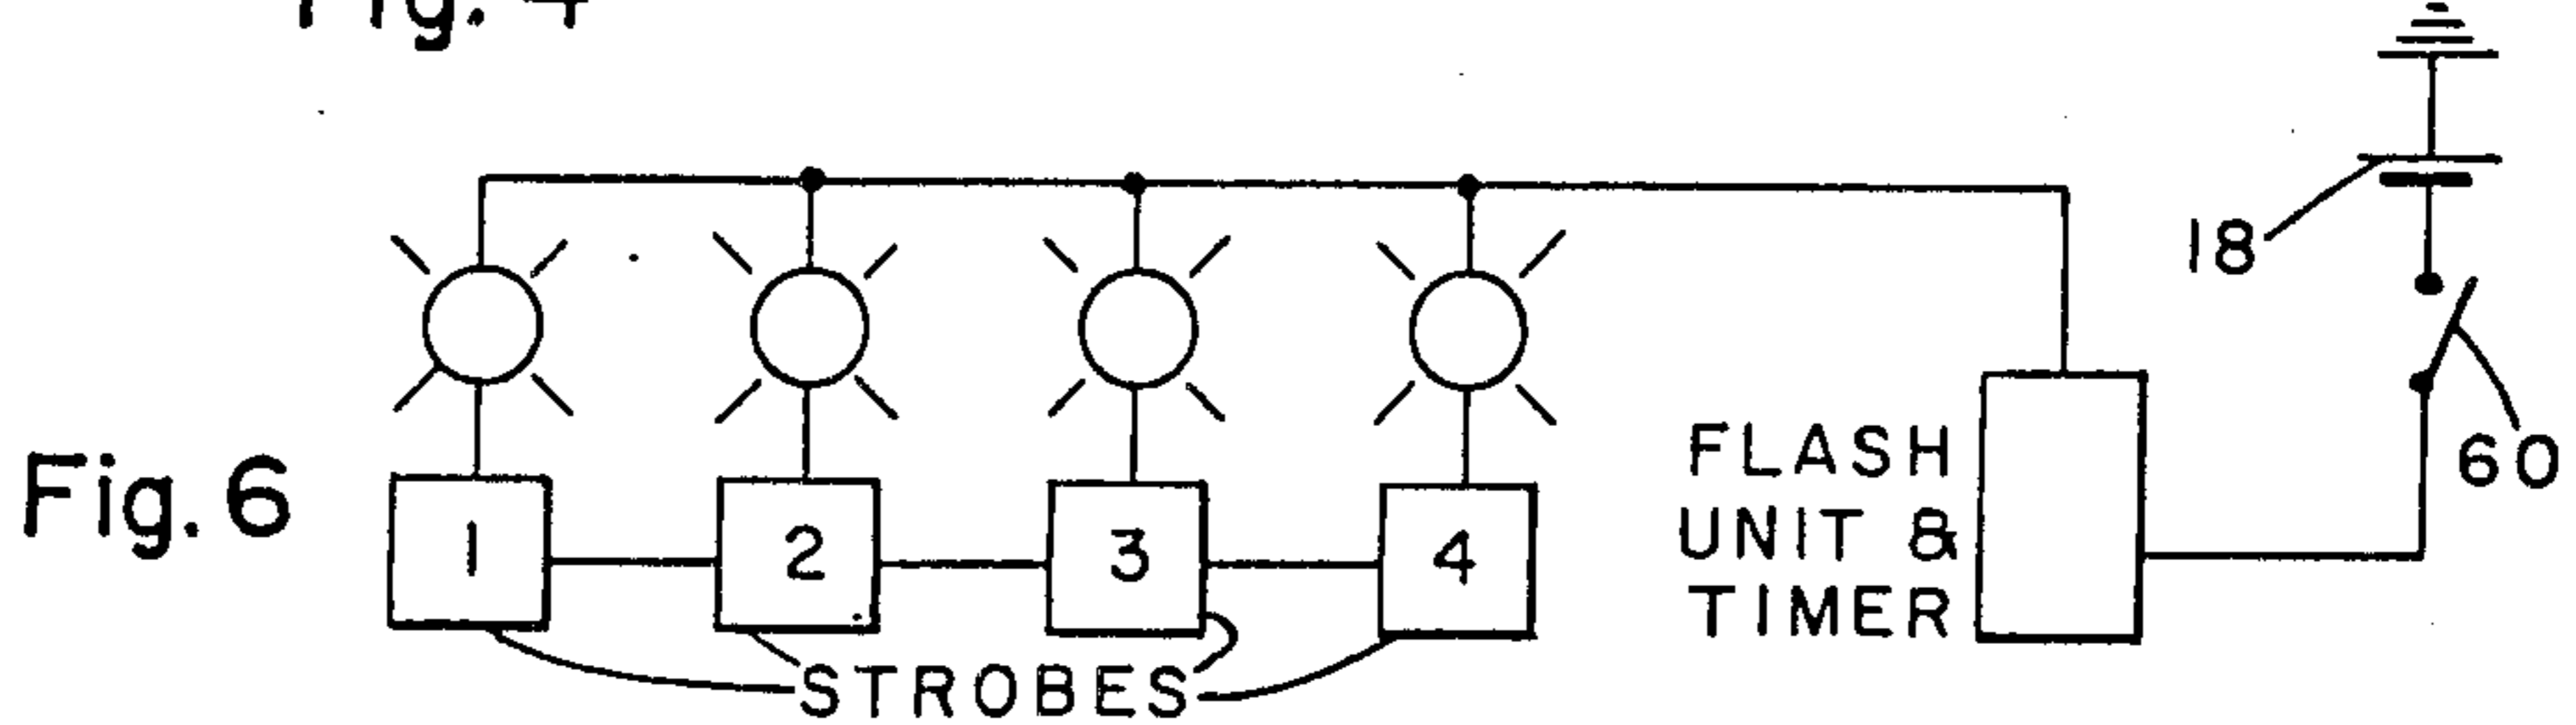 Fig. 4
18
60
FLASH
UNIT &
TIMER
Fig. 6
1 2 3 4
STROBES